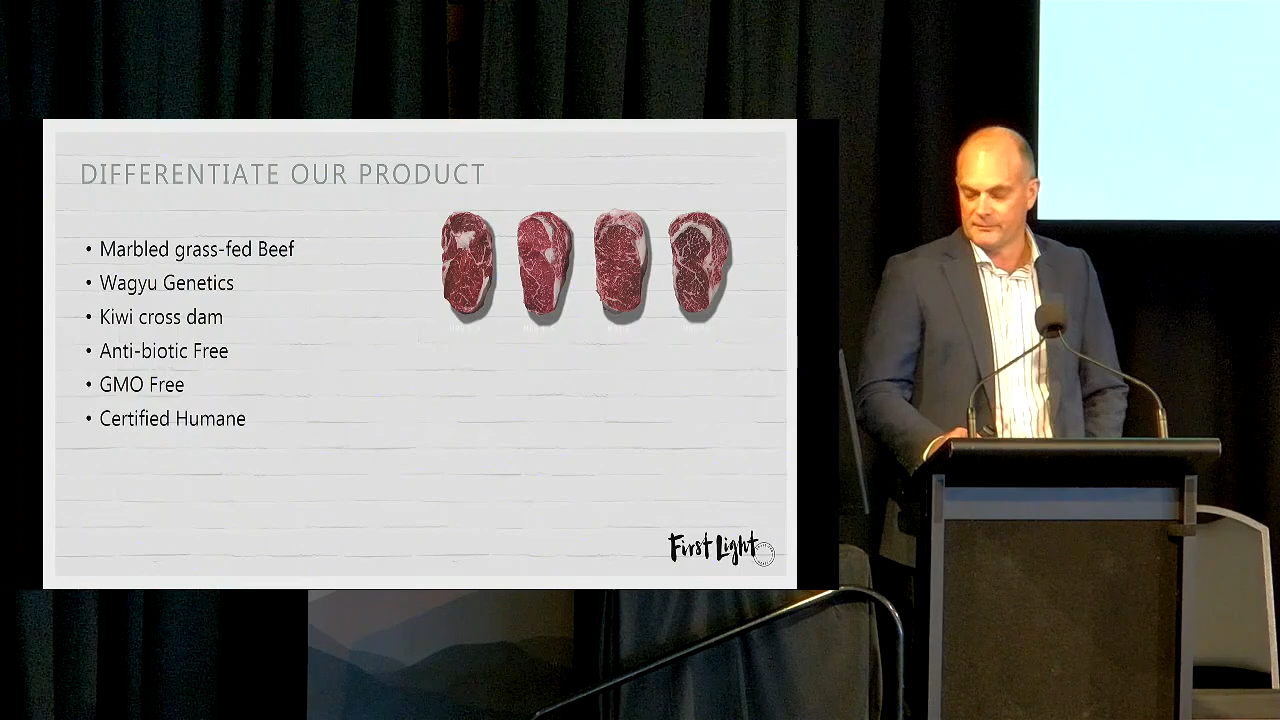 DIFFERENTIATE OUR PRODUCT
• Marbled grass-fed Beef
• Wagyu Genetics
• Kiwi cross dam
• Anti-biotic Free
• GMO Free
• Certified Humane
First Light